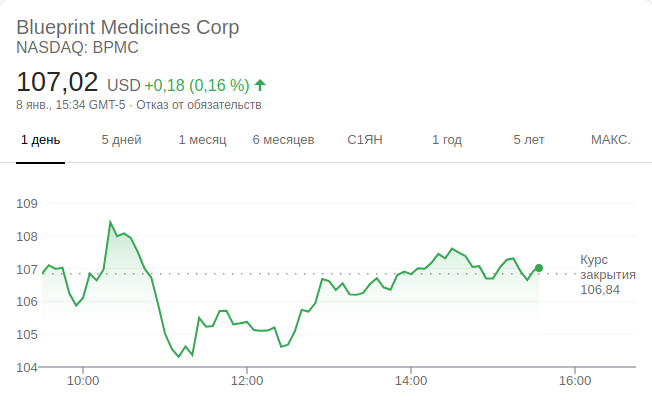 Blueprint Medicines Corp
NASDAQ: BPMC
107,02 USD +0,18 (0,16 %) ↑
8 янв., 15:34 GMT-5 · Отказ от обязательств
1 день 5 дней 1 месяц 6 месяцев С1ЯН 1 год 5 лет МАКС.
109
108
107
106
105
104
Курс
закрытия
106,84
10:00 12:00 14:00 16:00